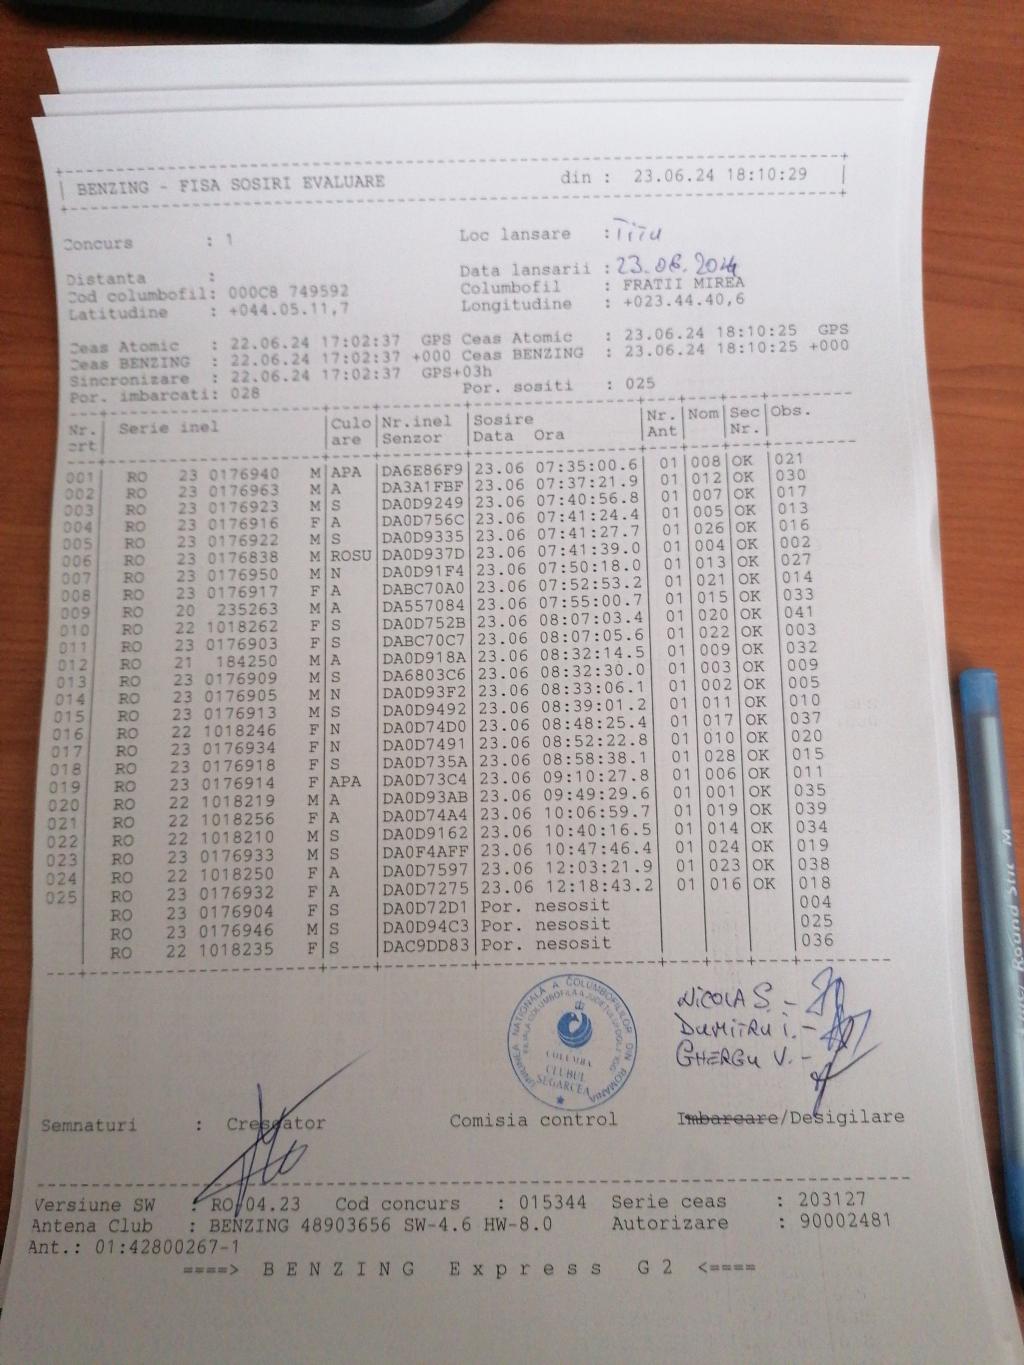 BENZING - FISA SOSIRI EVALUARE din : 23.06.24 18:10:29
Concurs : 1 Loc lansare : Titu
Distanta : Data lansarii : 23.06.2024
Cod columbofil: 000C8 749592 Columbofil : FRATII MIREA
Latitudine : +044.05.11,7 Longitudine : +023.44.40,6
Ceas Atomic : 22.06.24 17:02:37 GPS Ceas Atomic : 23.06.24 18:10:25 GPS
Ceas BENZING : 22.06.24 17:02:37 +000 Ceas BENZING : 23.06.24 18:10:25 +000
Sincronizare : 22.06.24 17:02:37 GPS+03h
Por. imbarcati: 028 Por. sositi : 025
Nr. Serie inel Culo Nr.inel Sosire Nr. Nom Sec Obs.
crt are Senzor Data Ora Ant Nr.
001 RO 23 0176940 M APA DA6E86F9 23.06 07:35:00.6 01 008 OK 021
002 RO 23 0176963 M A DA3A1FBF 23.06 07:37:21.9 01 012 OK 030
003 RO 23 0176923 M S DA0D9249 23.06 07:40:56.8 01 007 OK 017
004 RO 23 0176916 F A DA0D756C 23.06 07:41:24.4 01 005 OK 013
005 RO 23 0176922 M S DA0D9335 23.06 07:41:27.7 01 026 OK 016
006 RO 23 0176838 M ROSU DA0D937D 23.06 07:41:39.0 01 004 OK 002
007 RO 23 0176950 M N DA0D91F4 23.06 07:50:18.0 01 013 OK 027
008 RO 23 0176917 F A DABC70A0 23.06 07:52:53.2 01 021 OK 014
009 RO 20 235263 M A DA557084 23.06 07:55:00.7 01 015 OK 033
010 RO 22 1018262 F S DA0D752B 23.06 08:07:03.4 01 020 OK 041
011 RO 23 0176903 F S DABC70C7 23.06 08:07:05.6 01 022 OK 003
012 RO 21 184250 M A DA0D918A 23.06 08:32:14.5 01 009 OK 032
013 RO 23 0176909 M S DA6803C6 23.06 08:32:30.0 01 003 OK 009
014 RO 23 0176905 M N DA0D93F2 23.06 08:33:06.1 01 002 OK 005
015 RO 23 0176913 M S DA0D9492 23.06 08:39:01.2 01 011 OK 010
016 RO 22 1018246 F N DA0D74D0 23.06 08:48:25.4 01 017 OK 037
017 RO 23 0176934 F N DA0D7491 23.06 08:52:22.8 01 010 OK 020
018 RO 23 0176918 F S DA0D735A 23.06 08:58:38.1 01 028 OK 015
019 RO 23 0176914 F APA DA0D73C4 23.06 09:10:27.8 01 006 OK 011
020 RO 22 1018219 M A DA0D93AB 23.06 09:49:29.6 01 001 OK 035
021 RO 22 1018256 F A DA0D74A4 23.06 10:06:59.7 01 019 OK 039
022 RO 22 1018210 M S DA0D9162 23.06 10:40:16.5 01 014 OK 034
023 RO 23 0176933 M S DA0F4AFF 23.06 10:47:46.4 01 024 OK 019
024 RO 22 1018250 F A DA0D7597 23.06 12:03:21.9 01 023 OK 038
025 RO 23 0176932 F A DA0D7275 23.06 12:18:43.2 01 016 OK 018
RO 23 0176904 F S DA0D72D1 Por. nesosit 004
RO 23 0176946 M S DA0D94C3 Por. nesosit 025
RO 22 1018235 F S DAC9DD83 Por. nesosit 036
UNIUNEA NATIONALĂ A COLUMBOFILILOR DIN ROMANIA
COLUMBA
CLUBUL
SEGARCEA
NICOLA S. -
DUMITRU I. -
GHERGU V. -
Semnaturi : Crescator Comisia control Imbarcare/Desigilare
Versiune SW : RO 04.23 Cod concurs : 015344 Serie ceas : 203127
Antena Club : BENZING 48903656 SW-4.6 HW-8.0 Autorizare : 90002481
Ant.: 01:42800267-1
====> BENZING Express G2 <====